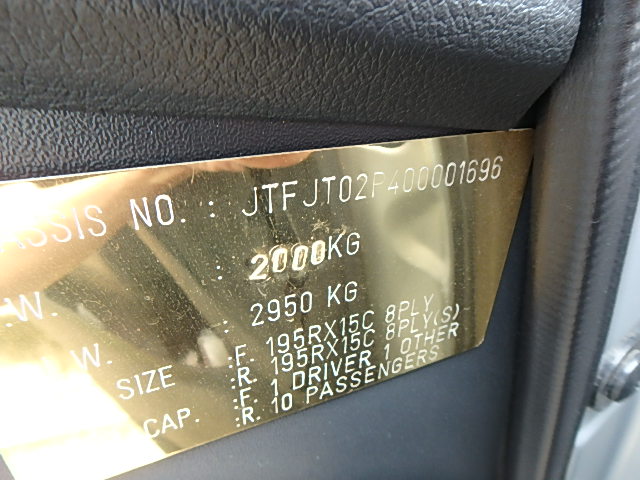 ASSIS NO. : JTFJT02P400001696
: 2000KG
.W. : 2950 KG
W. :F. 195RX15C 8PLY
SIZE :R. 195RX15C 8PLY(S)
:F. 1 DRIVER 1 OTHER
CAP. :R. 10 PASSENGERS